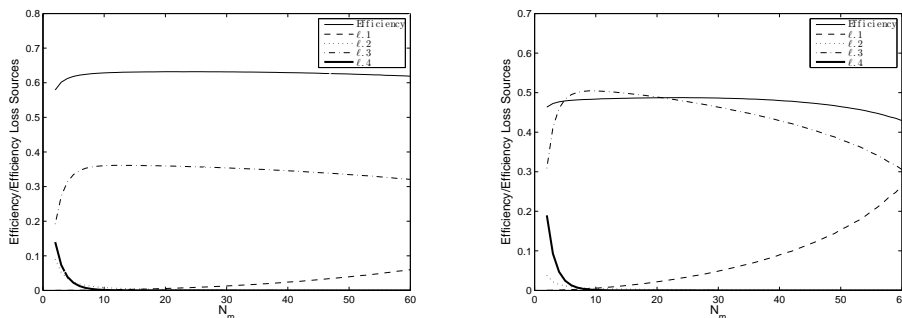 0.8
0.7
0.6
0.5
0.4
0.3
0.2
0.1
0
Efficiency/Efficiency Loss Sources
0 10 20 30 40 50 60
N_m
Efficiency
ℓ.1
ℓ.2
ℓ.3
ℓ.4
0.7
0.6
0.5
0.4
0.3
0.2
0.1
0
Efficiency/Efficiency Loss Sources
0 10 20 30 40 50 60
N_m
Efficiency
ℓ.1
ℓ.2
ℓ.3
ℓ.4